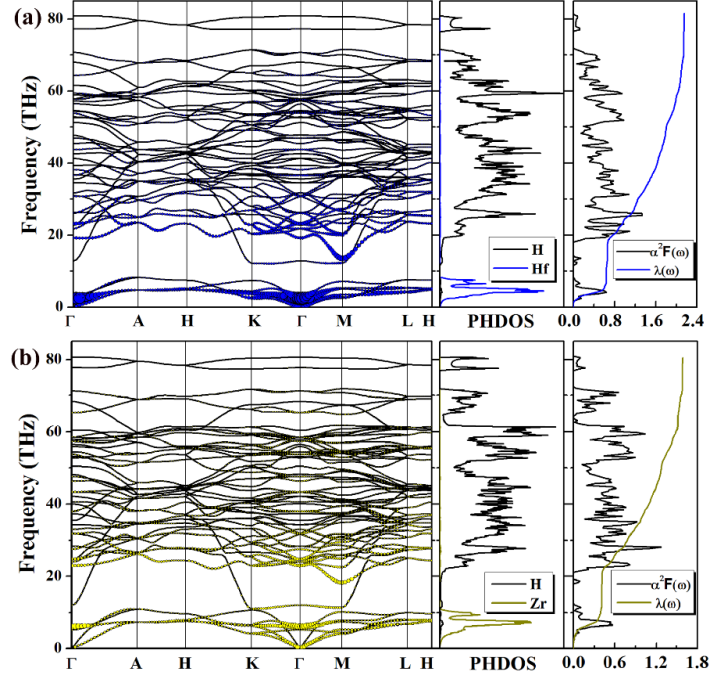 (a)
Frequency (THz)
80
60
40
20
0
Γ A H K Γ M L H
H
Hf
PHDOS
α²F(ω)
λ(ω)
0.0 0.8 1.6 2.4
(b)
Frequency (THz)
80
60
40
20
0
Γ A H K Γ M L H
H
Zr
PHDOS
α²F(ω)
λ(ω)
0.0 0.6 1.2 1.8